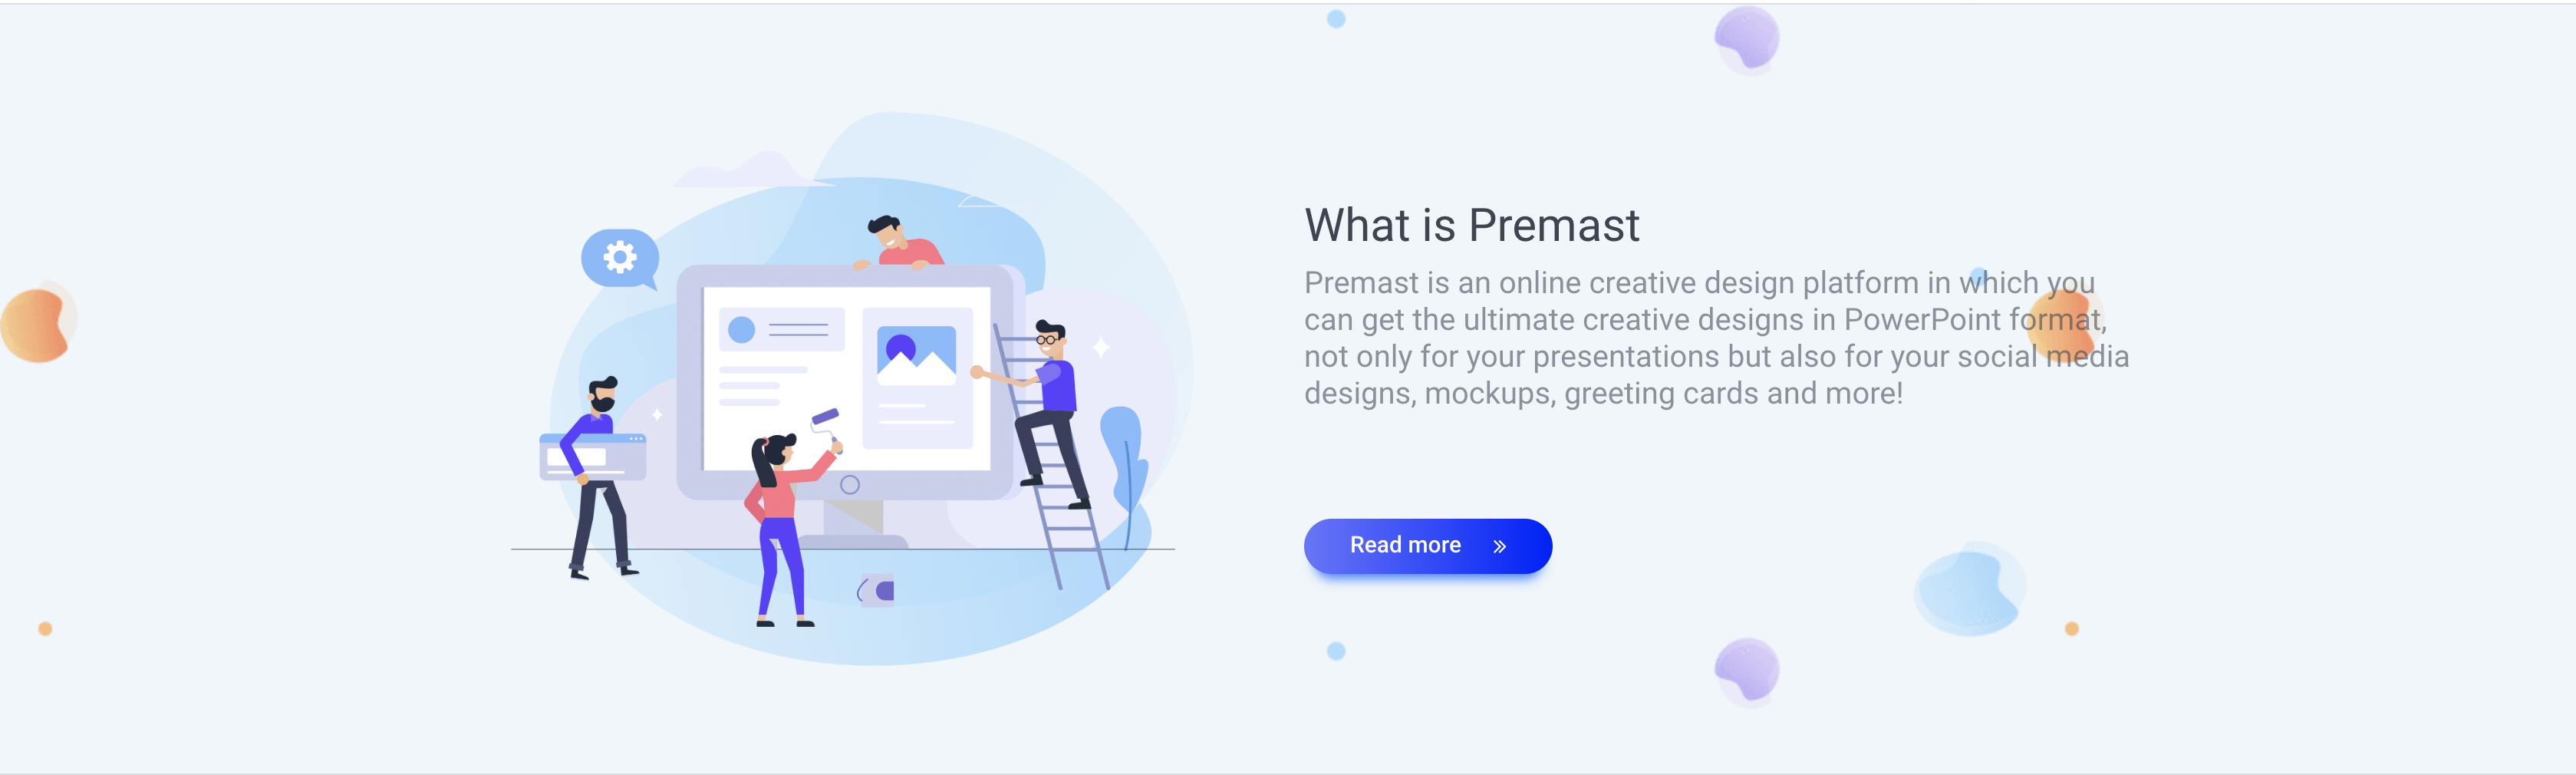 What is Premast
Premast is an online creative design platform in which you
can get the ultimate creative designs in PowerPoint format,
not only for your presentations but also for your social media
designs, mockups, greeting cards and more!
Read more